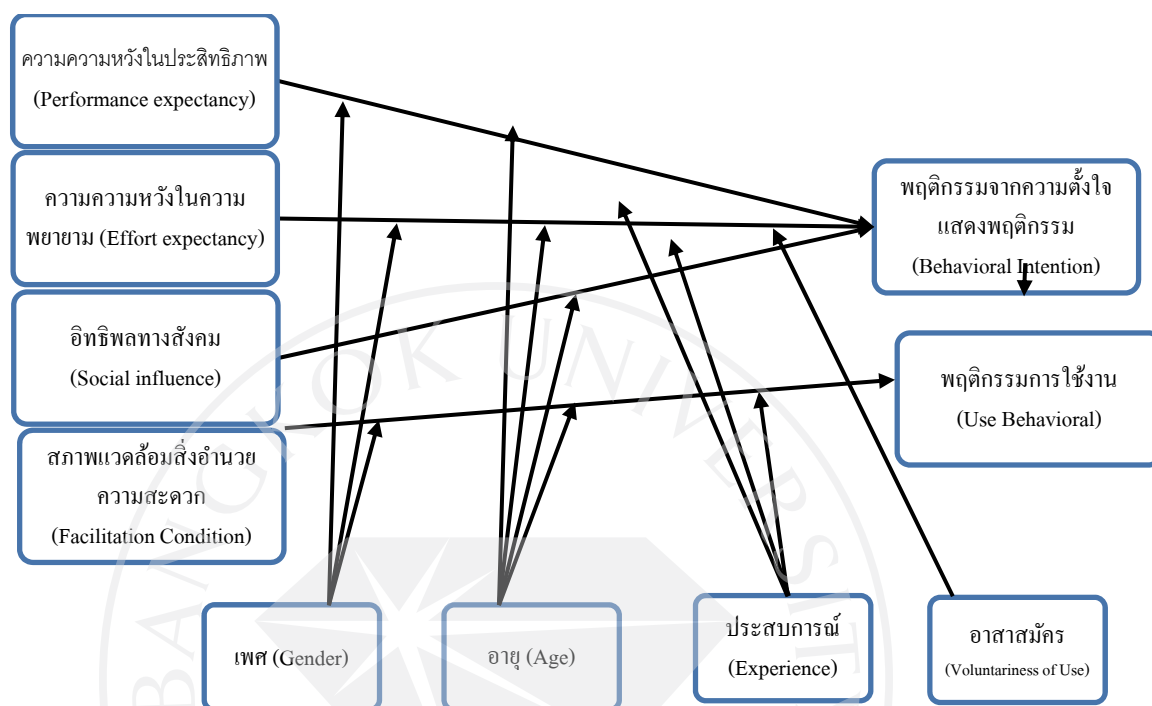 ความความหวังในประสิทธิภาพ
(Performance expectancy)
ความความหวังในความ
พยายาม (Effort expectancy)
อิทธิพลทางสังคม
(Social influence)
สภาพแวดล้อมสิ่งอำนวย
ความสะดวก
(Facilitation Condition)
พฤติกรรมจากความตั้งใจ
แสดงพฤติกรรม
(Behavioral Intention)
พฤติกรรมการใช้งาน
(Use Behavioral)
เพศ (Gender)
อายุ (Age)
ประสบการณ์
(Experience)
อาสาสมัคร
(Voluntariness of Use)
BANGKOK UNIVERSIT